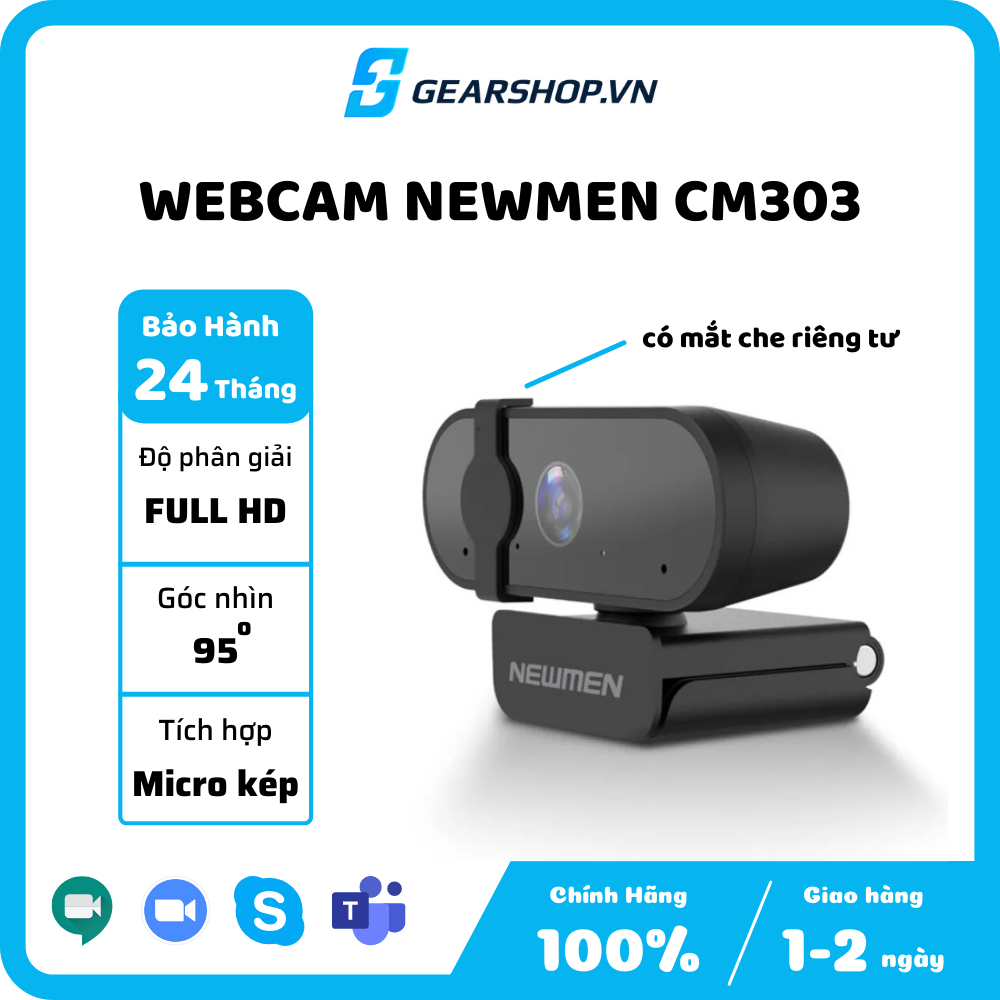 GEARSHOP.VN
WEBCAM NEWMEN CM303
Bảo Hành
24 Tháng
Độ phân giải
FULL HD
Góc nhìn
95°
Tích hợp
Micro kép
có mắt che riêng tư
NEWMEN
T
S
Chính Hãng
100%
Giao hàng
1-2 ngày